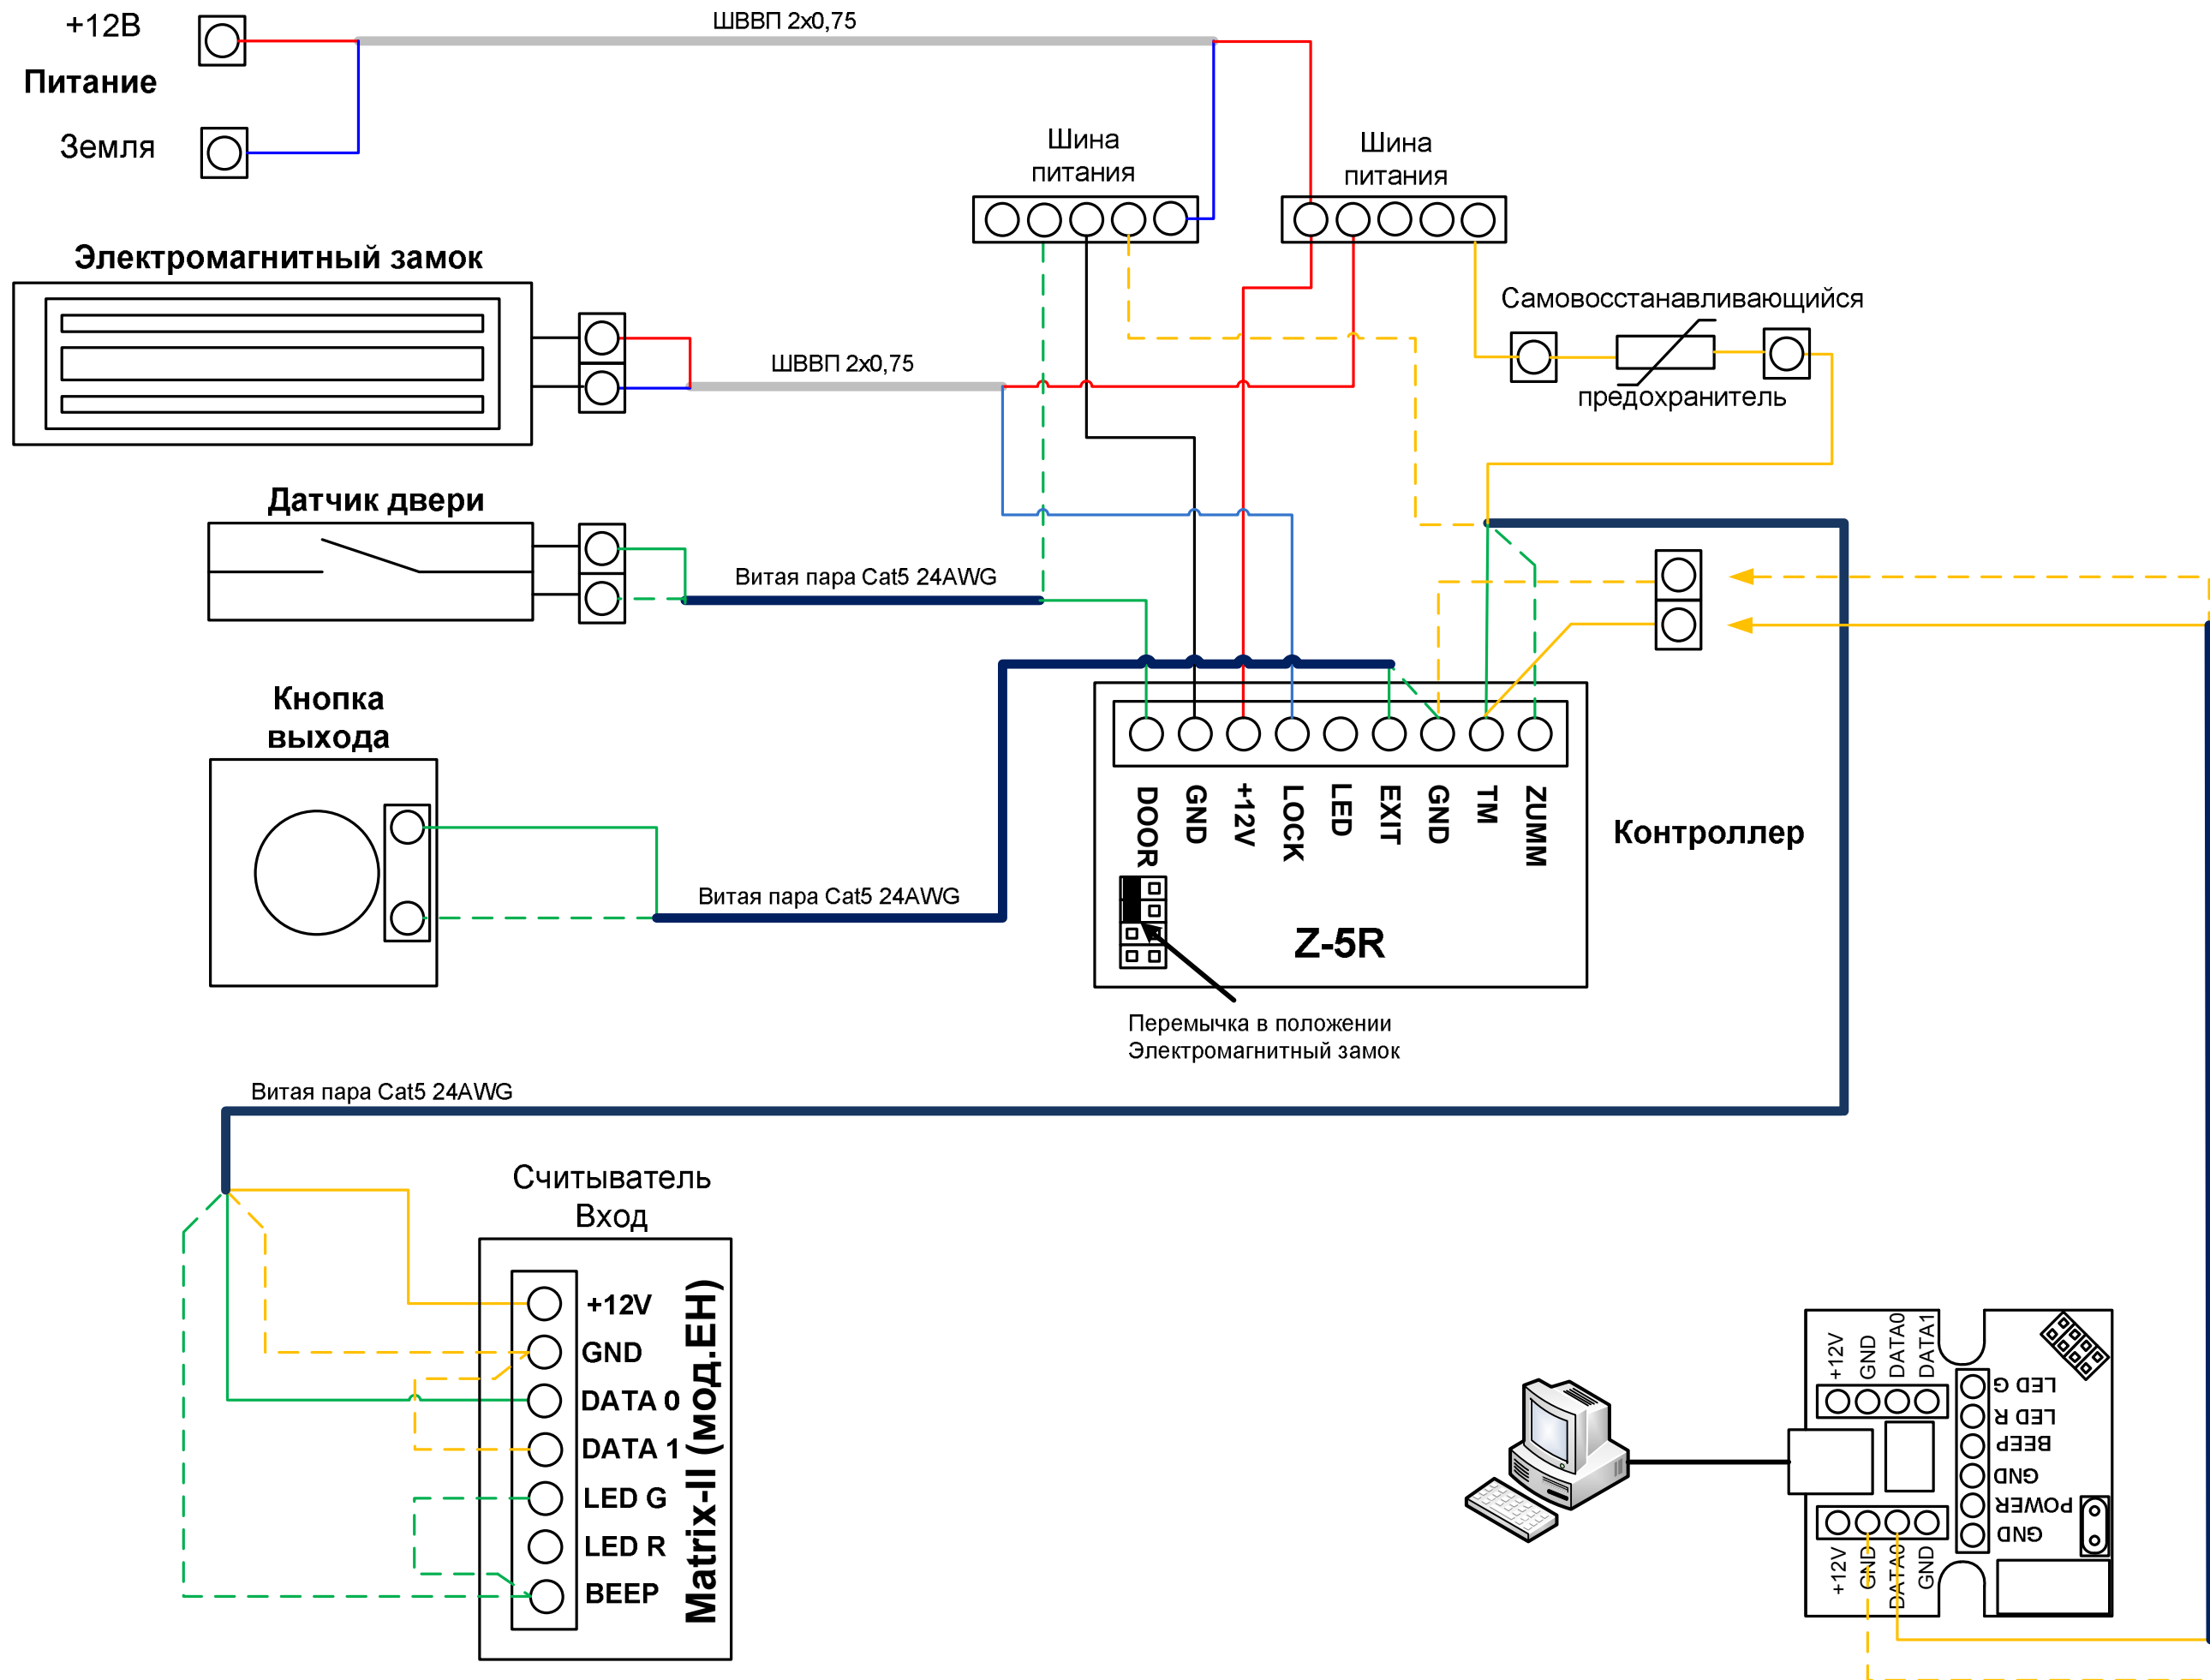 +12В
Питание
Земля
ШВВП 2х0,75
Шина
питания
Шина
питания
Электромагнитный замок
ШВВП 2х0,75
Самовосстанавливающийся
предохранитель
Датчик двери
Витая пара Cat5 24AWG
Кнопка
выхода
Витая пара Cat5 24AWG
DOOR
GND
+12V
LOCK
LED
EXIT
GND
TM
ZUMM
Контроллер
Z-5R
Перемычка в положении
Электромагнитный замок
Витая пара Cat5 24AWG
Считыватель
Вход
+12V
GND
DATA 0
DATA 1
LED G
LED R
BEEP
Matrix-II (мод.EH)
+12V
GND
DATA0
DATA1
LED G
LED R
BEEP
GND
POWER
GND
+12V
GND
DATA0
GND